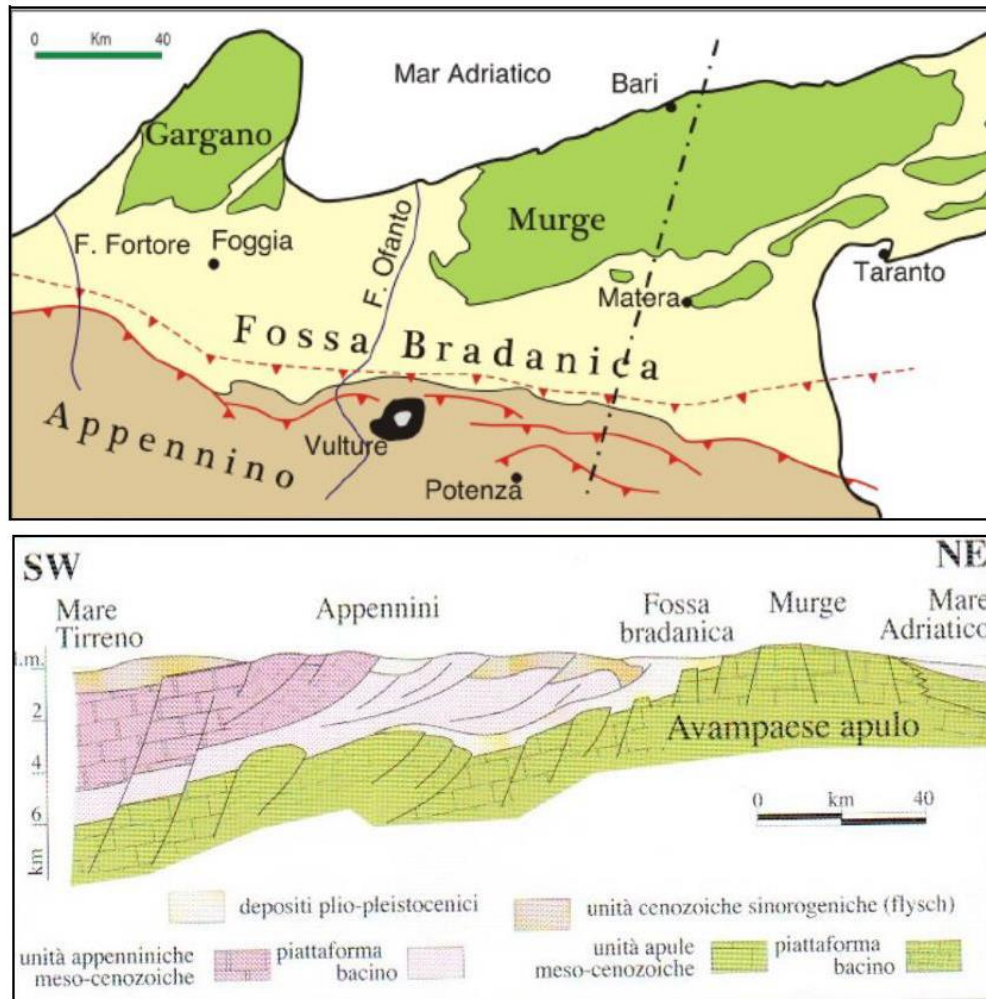 0 Km 40
Mar Adriatico
Bari
Gargano
Murge
F. Fortore
Foggia
F. Ofanto
Taranto
Matera
Fossa Bradanica
Appennino
Vulture
Potenza
SW
NE
Mare
Tirreno
Appennini
Fossa
bradanica
Murge
Mare
Adriatico
l.m.
2
4
6
km
Avampaese apulo
0 km 40
depositi plio-pleistocenici
unità cenozoiche sinorogeniche (flysch)
unità appenniniche
meso-cenozoiche
piattaforma
bacino
unità apule
meso-cenozoiche
piattaforma
bacino